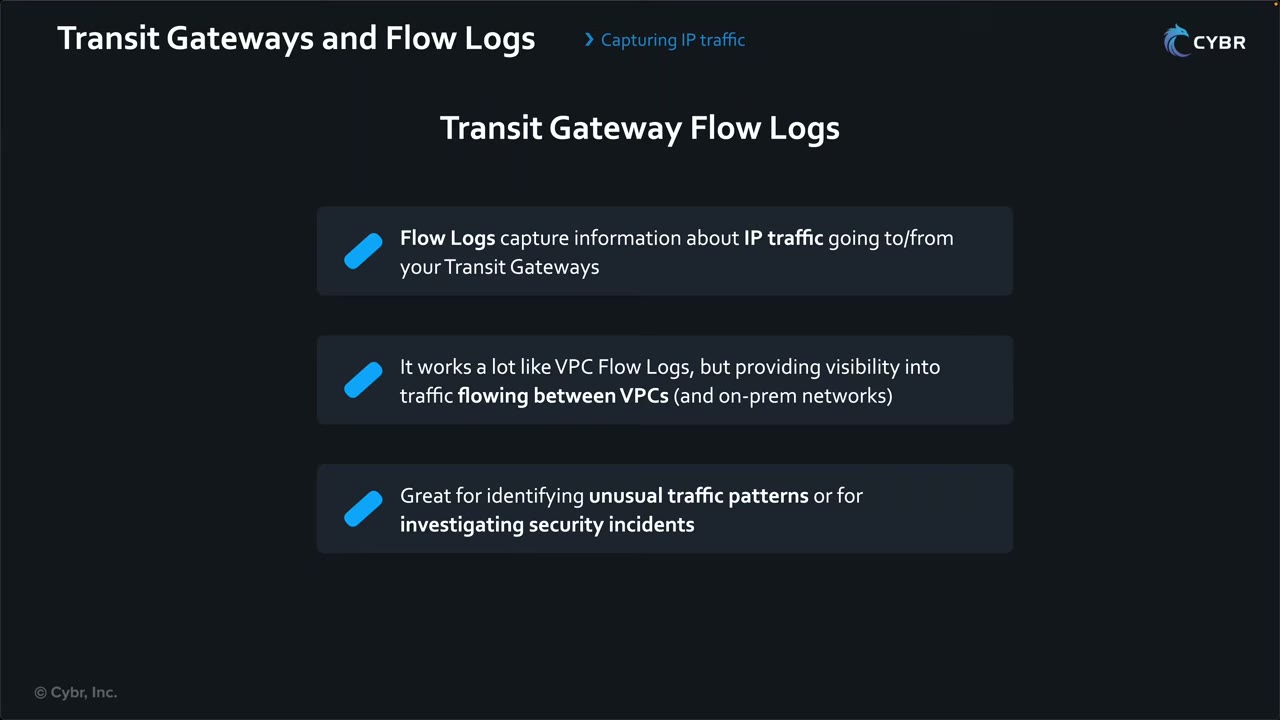 Transit Gateways and Flow Logs
❯ Capturing IP traffic
CYBR
Transit Gateway Flow Logs
Flow Logs capture information about IP traffic going to/from
your Transit Gateways
It works a lot like VPC Flow Logs, but providing visibility into
traffic flowing between VPCs (and on-prem networks)
Great for identifying unusual traffic patterns or for
investigating security incidents
© Cybr, Inc.